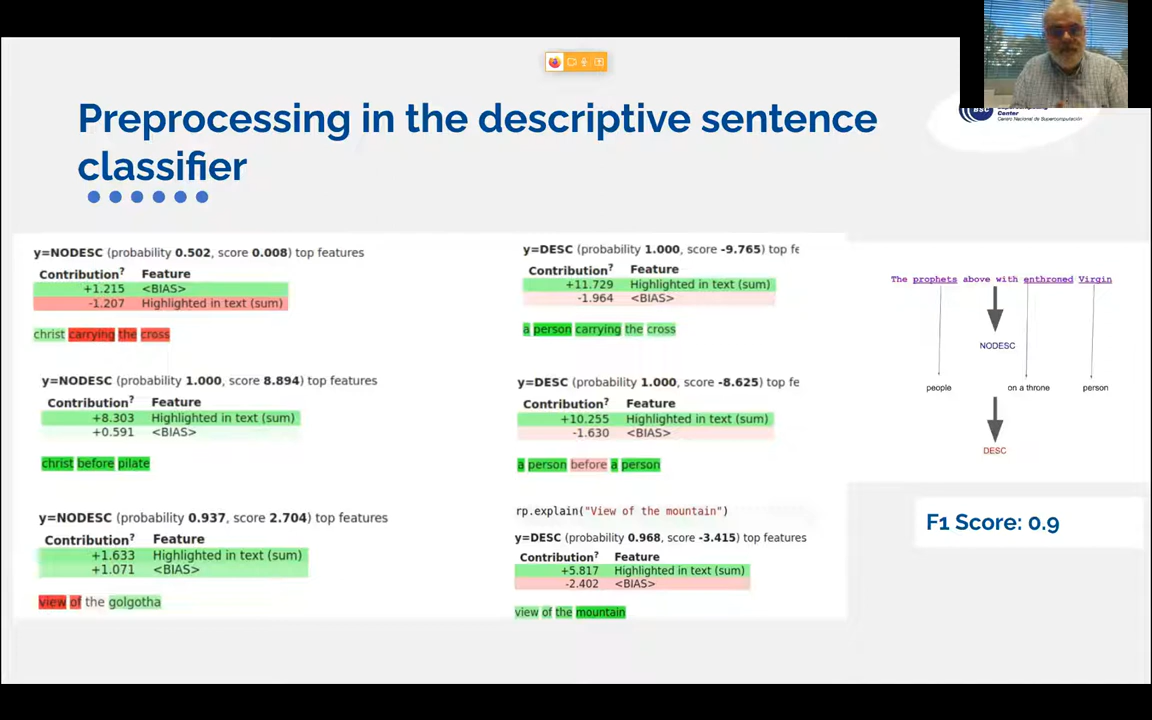 Preprocessing in the descriptive sentence
classifier
BSC
Center
Centro Nacional de Supercomputación
y=NODESC (probability 0.502, score 0.008) top features
Contribution? Feature
+1.215 <BIAS>
-1.207 Highlighted in text (sum)
christ carrying the cross
y=NODESC (probability 1.000, score 8.894) top features
Contribution? Feature
+8.303 Highlighted in text (sum)
+0.591 <BIAS>
christ before pilate
y=NODESC (probability 0.937, score 2.704) top features
Contribution? Feature
+1.633 Highlighted in text (sum)
+1.071 <BIAS>
view of the golgotha
y=DESC (probability 1.000, score -9.765) top fe
Contribution? Feature
+11.729 Highlighted in text (sum)
-1.964 <BIAS>
a person carrying the cross
y=DESC (probability 1.000, score -8.625) top fe
Contribution? Feature
+10.255 Highlighted in text (sum)
-1.630 <BIAS>
a person before a person
rp.explain("View of the mountain")
y=DESC (probability 0.968, score -3.415) top features
Contribution? Feature
+5.817 Highlighted in text (sum)
-2.402 <BIAS>
view of the mountain
The prophets above with enthroned Virgin
NODESC
people on a throne person
DESC
F1 Score: 0.9